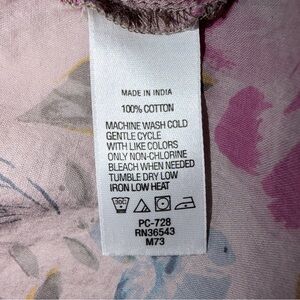 MADE IN INDIA
100% COTTON
MACHINE WASH COLD
GENTLE CYCLE
WITH LIKE COLORS
ONLY NON-CHLORINE
BLEACH WHEN NEEDED
TUMBLE DRY LOW
IRON LOW HEAT
PC-728
RN36543
M73